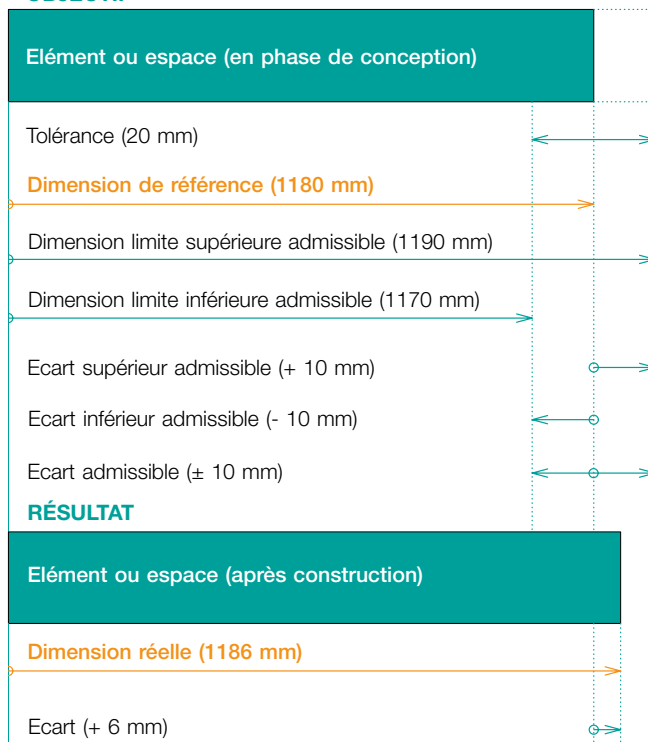 Elément ou espace (en phase de conception)
Tolérance (20 mm)
Dimension de référence (1180 mm)
Dimension limite supérieure admissible (1190 mm)
Dimension limite inférieure admissible (1170 mm)
Ecart supérieur admissible (+ 10 mm)
Ecart inférieur admissible (- 10 mm)
Ecart admissible (± 10 mm)
RÉSULTAT
Elément ou espace (après construction)
Dimension réelle (1186 mm)
Ecart (+ 6 mm)